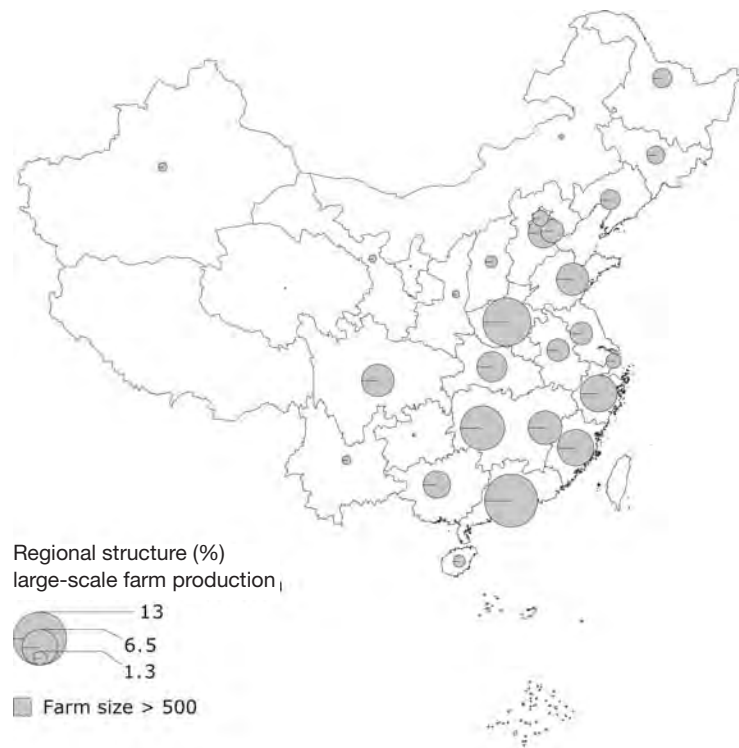 Regional structure (%)
large-scale farm production
13
6.5
1.3
Farm size > 500